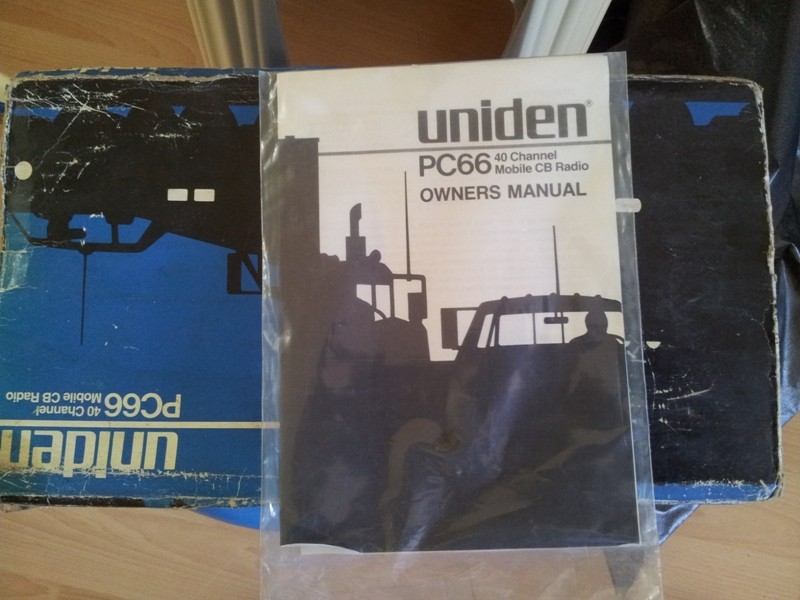 uniden®
PC66 40 Channel
Mobile CB Radio
OWNERS MANUAL
uniden
PC66 40 Channel
Mobile CB Radio